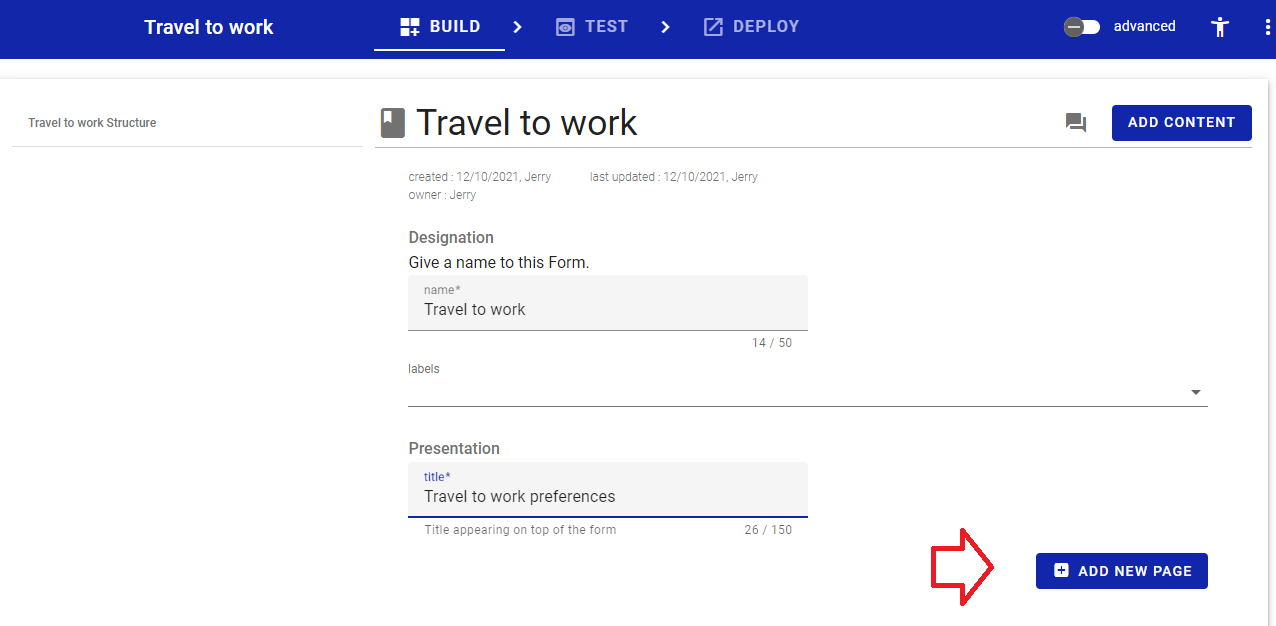 Travel to work
BUILD
TEST
DEPLOY
advanced
Travel to work Structure
Travel to work
ADD CONTENT
created : 12/10/2021, Jerry
last updated : 12/10/2021, Jerry
owner : Jerry
Designation
Give a name to this Form.
name*
Travel to work
14 / 50
labels
Presentation
title*
Travel to work preferences
Title appearing on top of the form
26 / 150
ADD NEW PAGE